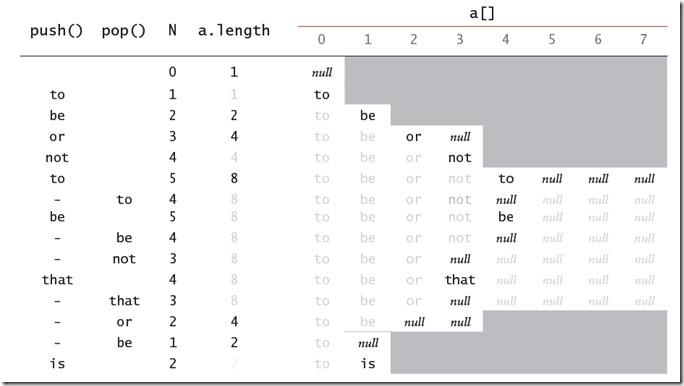 a[]
push() pop() N a.length 0 1 2 3 4 5 6 7
0 1 null
to 1 1 to
be 2 2 to be
or 3 4 to be or null
not 4 4 to be or not
to 5 8 to be or not to null null null
- to 4 8 to be or not null null null null
be 5 8 to be or not be null null null
- be 4 8 to be or not null null null null
- not 3 8 to be or null null null null null
that 4 8 to be or that null null null null
- that 3 8 to be or null null null null null
- or 2 4 to be null null
- be 1 2 to null
is 2 2 to is